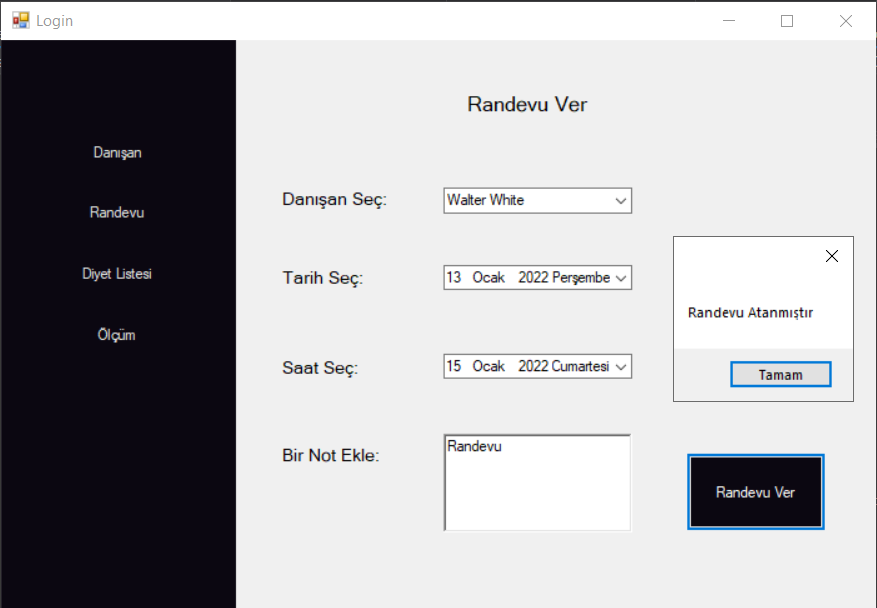 Login
Danışan
Randevu
Diyet Listesi
Ölçüm
Randevu Ver
Danışan Seç:
Walter White
Tarih Seç:
13 Ocak 2022 Perşembe
Saat Seç:
15 Ocak 2022 Cumartesi
Bir Not Ekle:
Randevu
Randevu Atanmıştır
Tamam
Randevu Ver